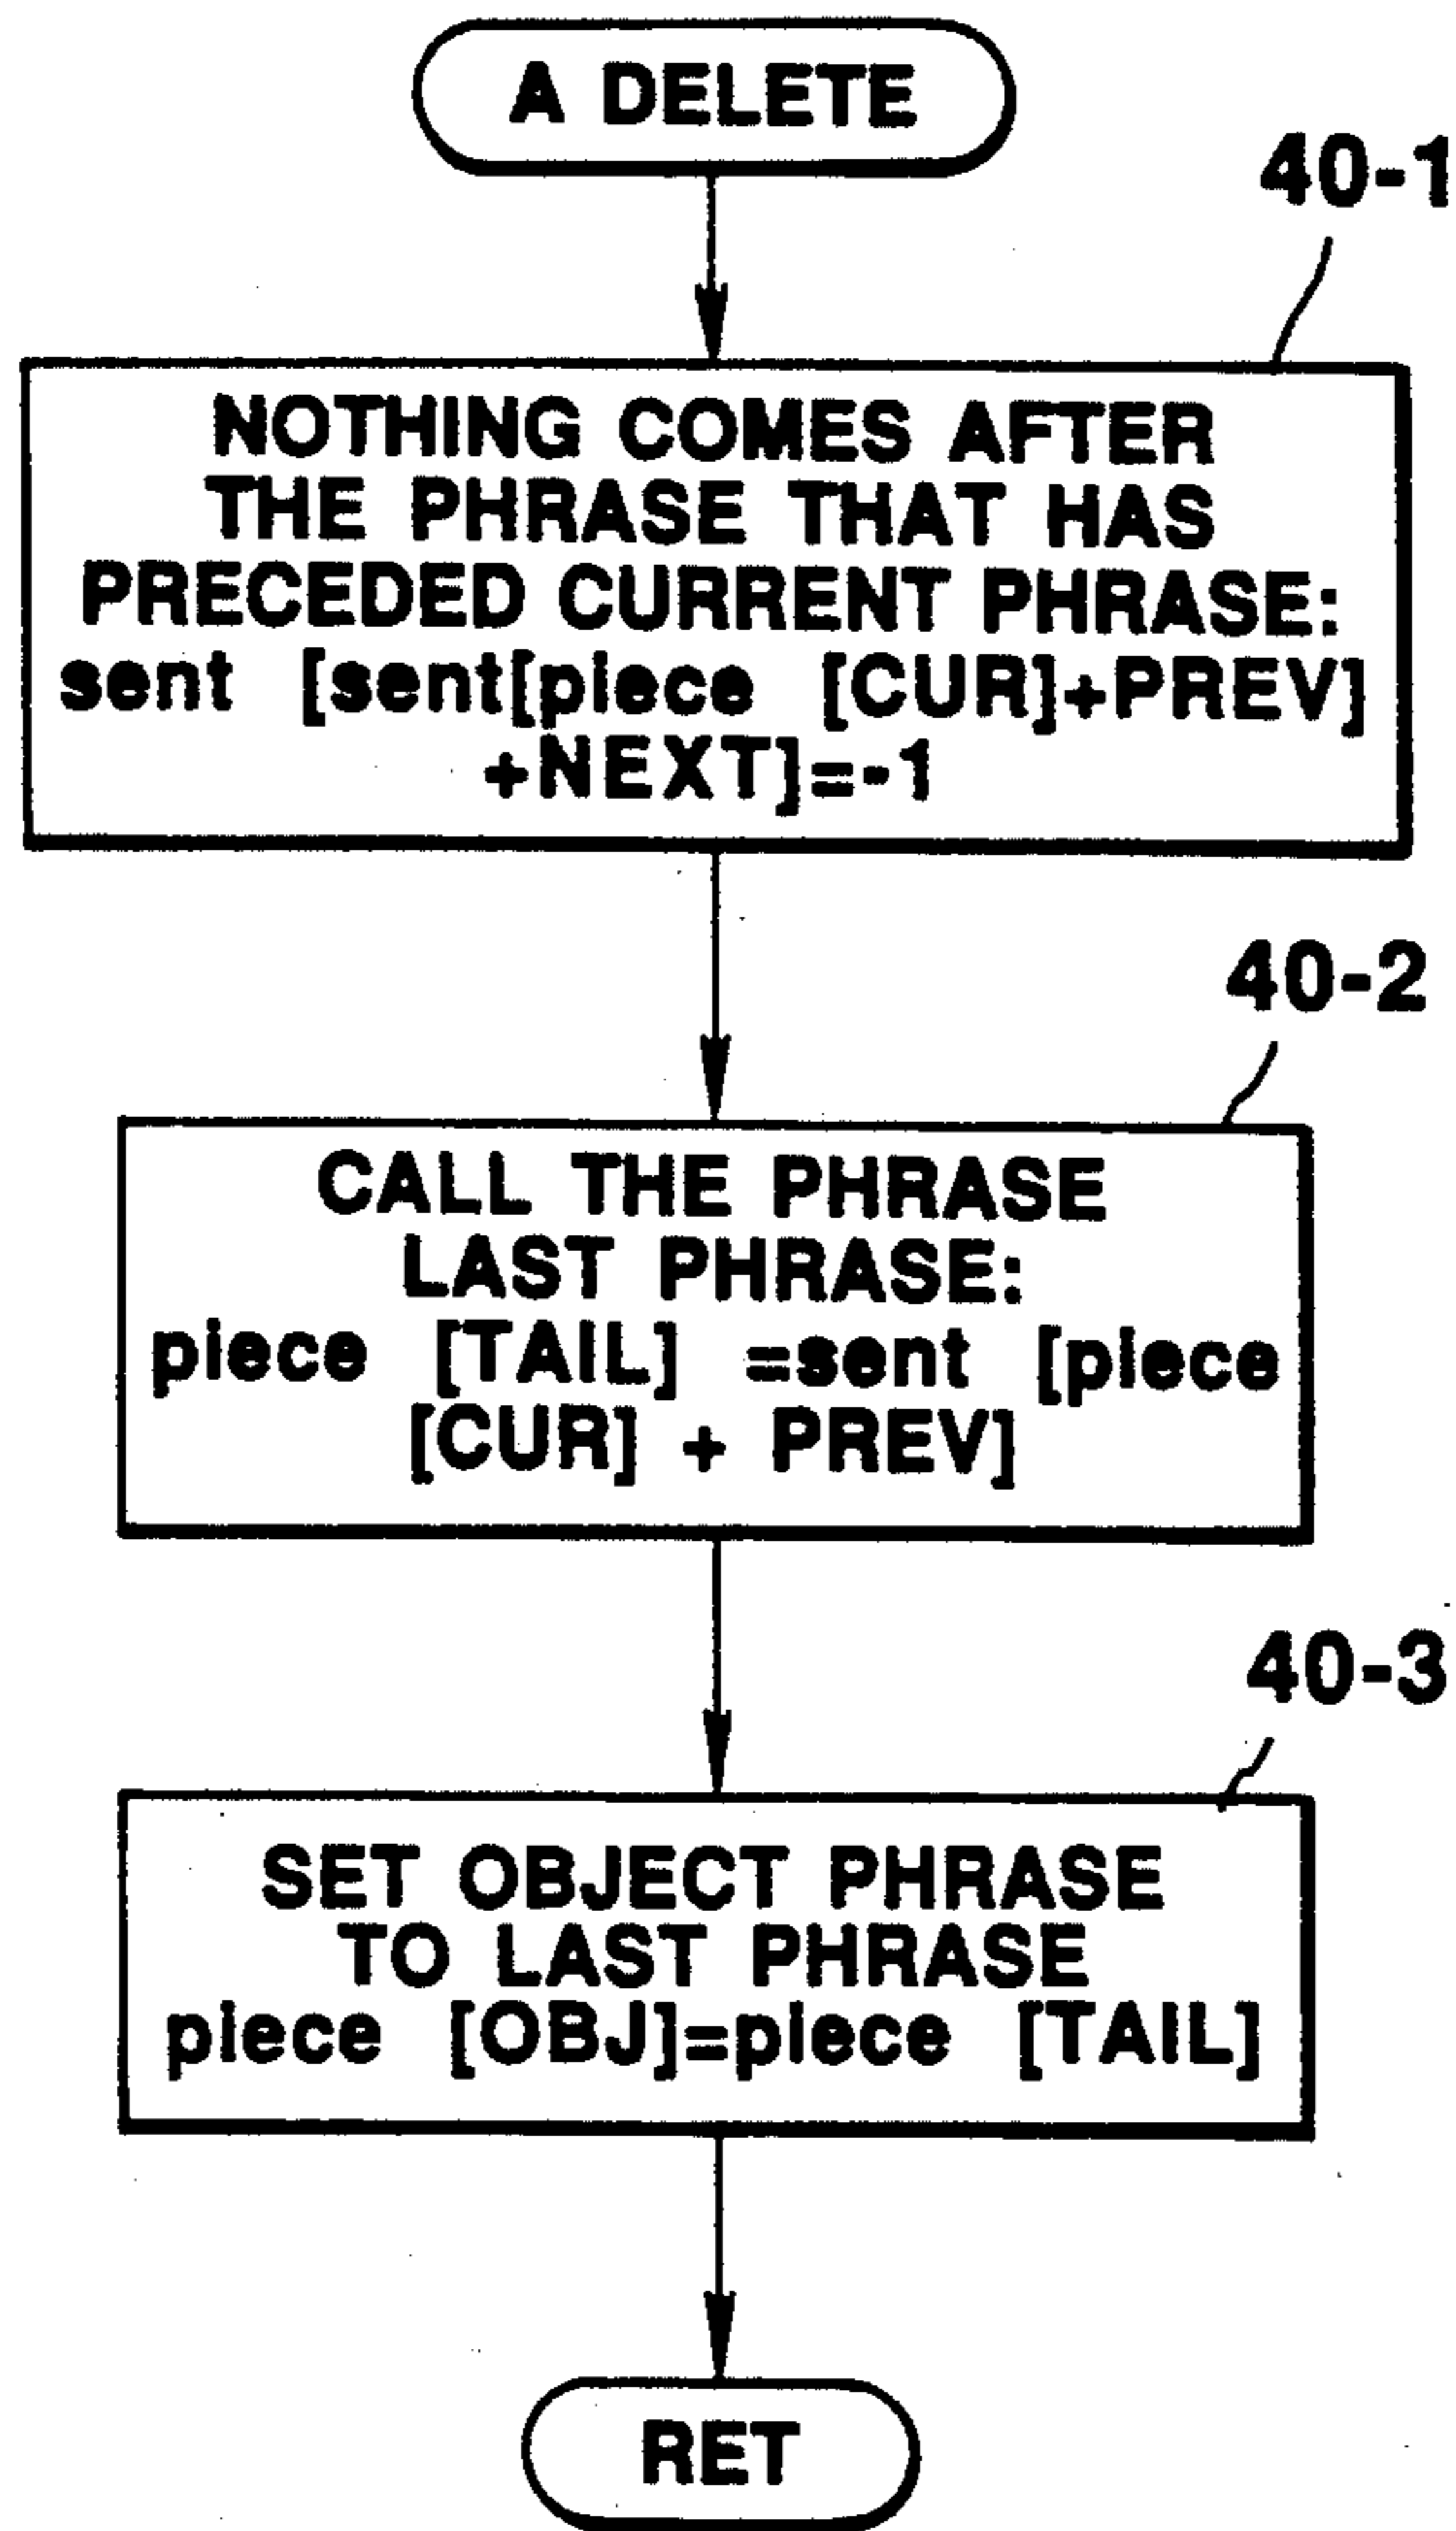 A DELETE
40-1
NOTHING COMES AFTER
THE PHRASE THAT HAS
PRECEDED CURRENT PHRASE:
sent [sent[piece [CUR]+PREV]
+NEXT]=-1
40-2
CALL THE PHRASE
LAST PHRASE:
piece [TAIL] =sent [piece
[CUR] + PREV]
40-3
SET OBJECT PHRASE
TO LAST PHRASE
piece [OBJ]=piece [TAIL]
RET